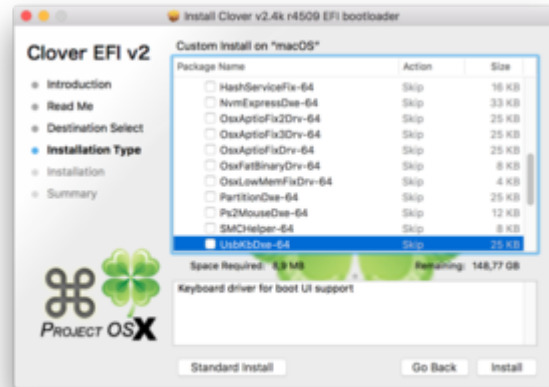 Install Clover v2.4k r4509 EFI bootloader
Clover EFI v2
Introduction
Read Me
Destination Select
Installation Type
Installation
Summary
PROJECT OSX
Custom Install on "macOS"
Package Name Action Size
HashServiceFix-64 Skip 16 KB
NvmExpressDxe-64 Skip 33 KB
OsxAptioFix2Drv-64 Skip 25 KB
OsxAptioFix3Drv-64 Skip 25 KB
OsxAptioFixDrv-64 Skip 25 KB
OsxFatBinaryDrv-64 Skip 8 KB
OsxLowMemFixDrv-64 Skip 4 KB
PartitionDxe-64 Skip 25 KB
Ps2MouseDxe-64 Skip 12 KB
SMCHelper-64 Skip 8 KB
UsbKbDxe-64 Skip 25 KB
Space Required: 8,9 MB Remaining: 148,77 GB
Keyboard driver for boot UI support
Standard Install Go Back Install